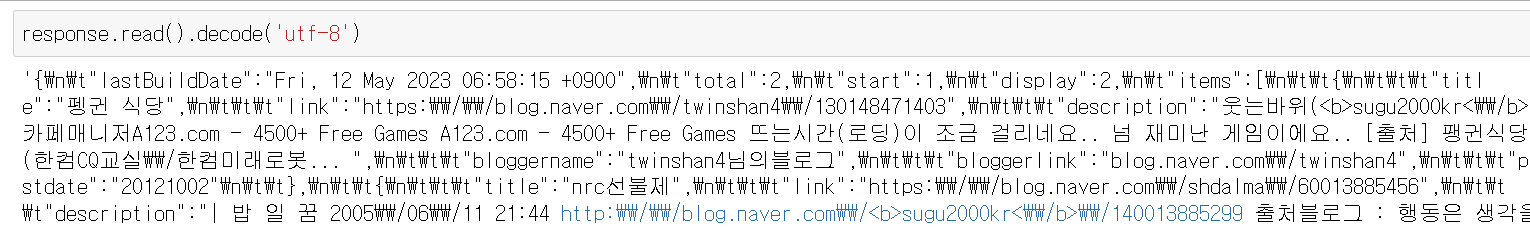 response.read().decode('utf-8')
'{₩n₩t"lastBuildDate":"Fri, 12 May 2023 06:58:15 +0900",₩n₩t"total":2,₩n₩t"start":1,₩n₩t"display":2,₩n₩t"items":[₩n₩t₩t{₩n₩t₩t₩t"titl
e":"펭귄 식당",₩n₩t₩t₩t"link":"https:₩₩/₩₩/blog.naver.com₩₩/twinshan4₩₩/130148471403",₩n₩t₩t₩t"description":"웃는바위(<b>sugu2000kr<₩₩/b>
카페매니저A123.com - 4500+ Free Games A123.com - 4500+ Free Games 뜨는시간(로딩)이 조금 걸리네요.. 넘 재미난 게임이에요.. [출처] 팽귄식당
(한컴CQ교실₩₩/한컴미래로봇... ",₩n₩t₩t₩t"bloggername":"twinshan4님의블로그",₩n₩t₩t₩t"bloggerlink":"blog.naver.com₩₩/twinshan4",₩n₩t₩t₩t"p
stdate":"20121002"₩n₩t₩t},₩n₩t₩t{₩n₩t₩t₩t"title":"nrc선불제",₩n₩t₩t₩t"link":"https:₩₩/₩₩/blog.naver.com₩₩/shdalma₩₩/60013885456",₩n₩t₩t
₩t"description":"| 밥 일 꿈 2005₩₩/06₩₩/11 21:44 http:₩₩/₩₩/blog.naver.com₩₩/<b>sugu2000kr<₩₩/b>₩₩/140013885299 출처블로그 : 행동은 생각을